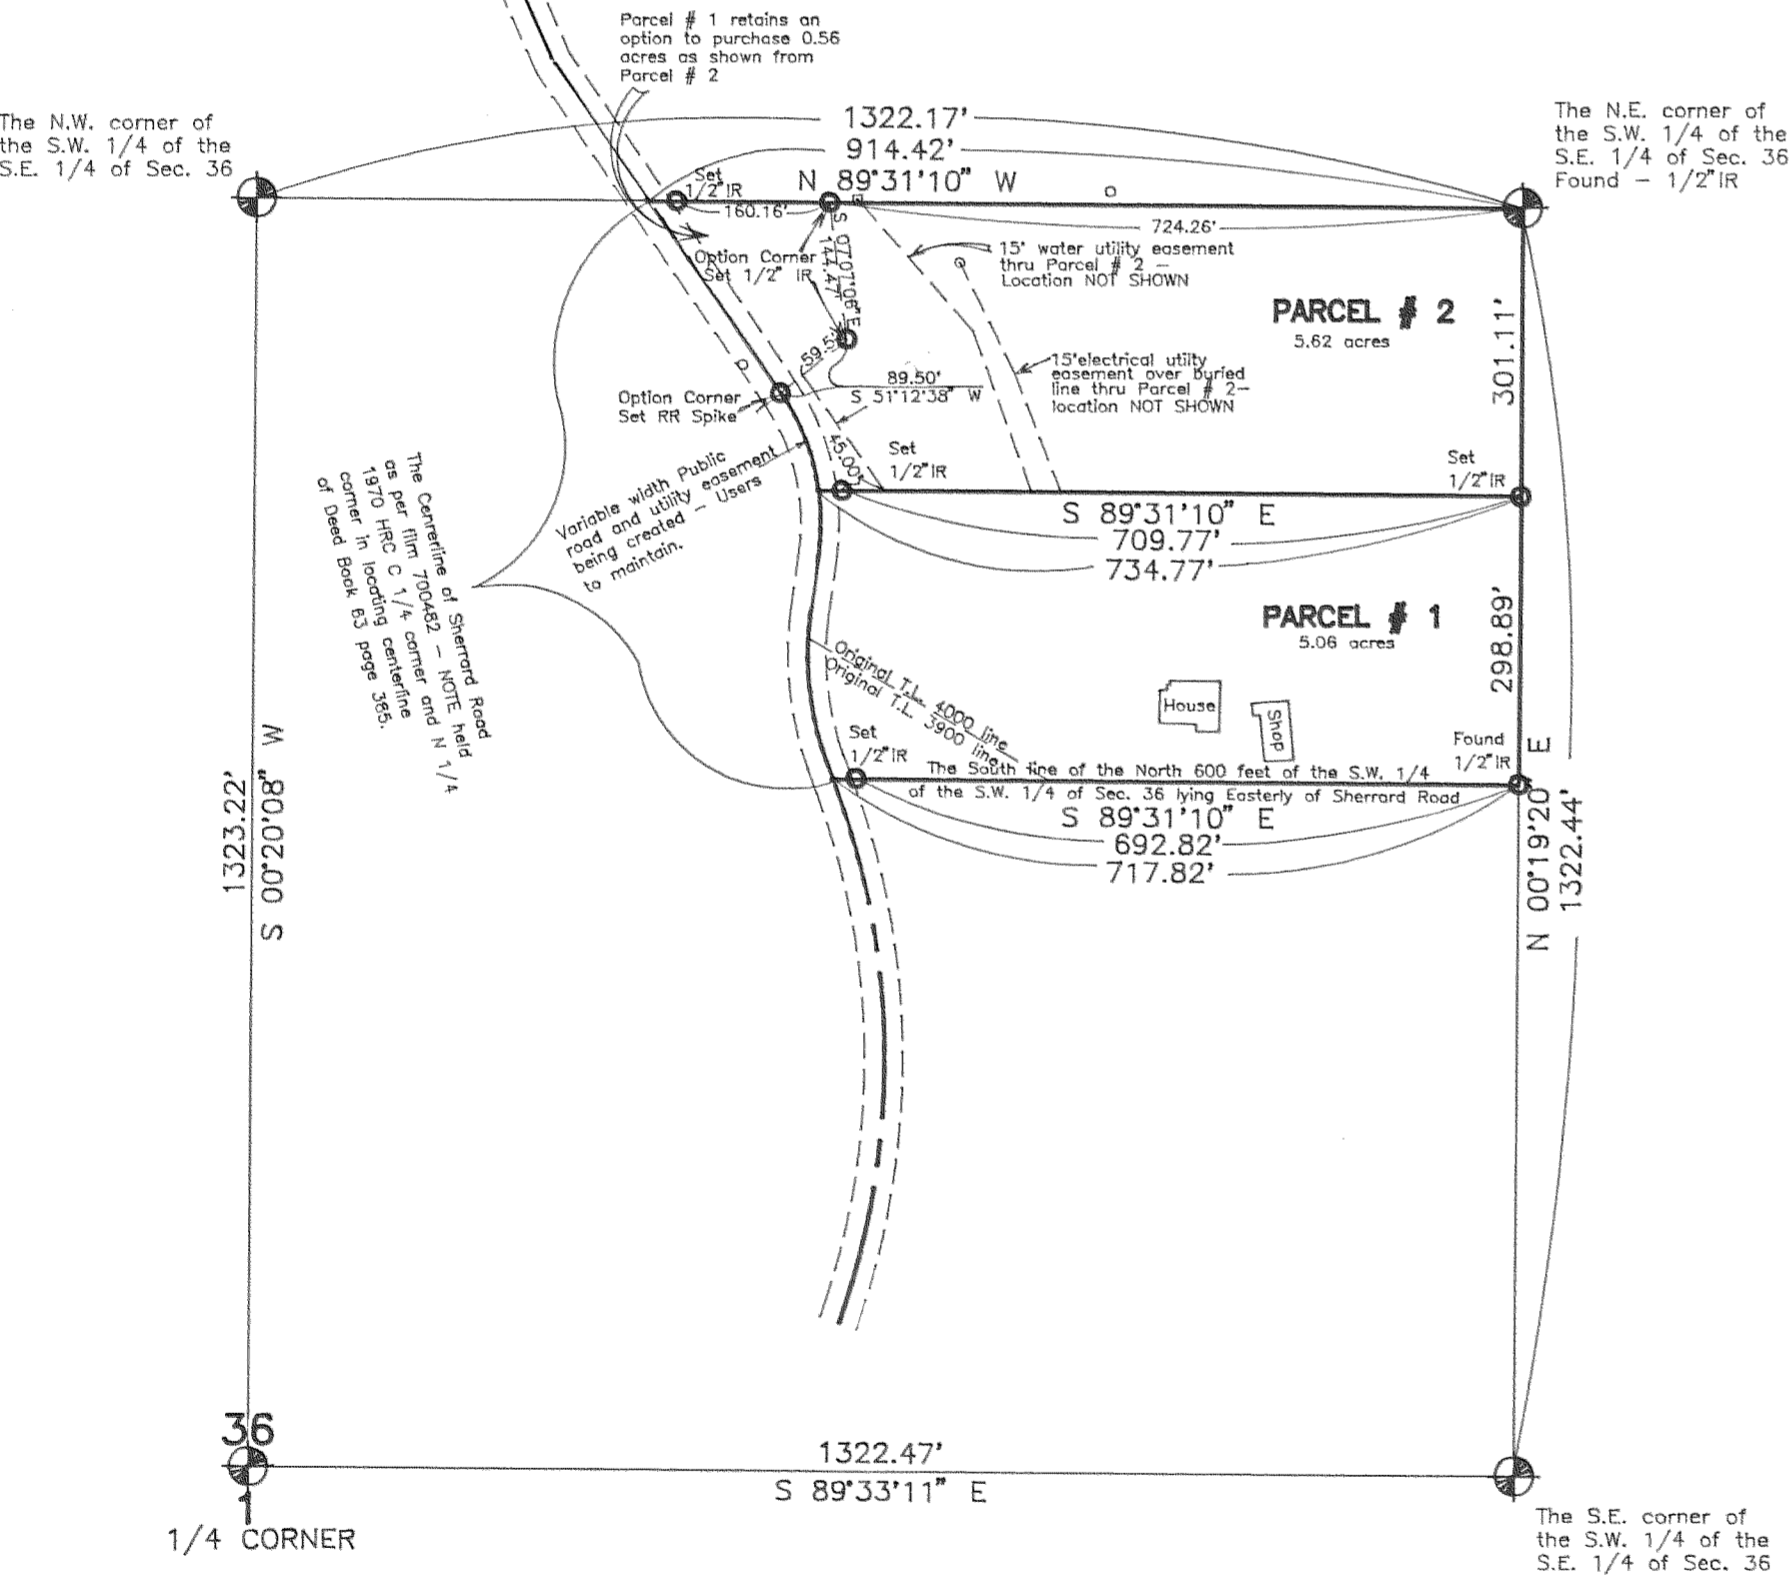 Parcel # 1 retains an
option to purchase 0.56
acres as shown from
Parcel # 2
The N.W. corner of
the S.W. 1/4 of the
S.E. 1/4 of Sec. 36
1322.17'
914.42'
N 89°31'10" W
The N.E. corner of
the S.W. 1/4 of the
S.E. 1/4 of Sec. 36
Found - 1/2"IR
Set
1/2"IR
160.16'
724.26'
S 07°07'06" E
144.47'
Option Corner
Set 1/2" IR
15' water utility easement
thru Parcel # 2 -
Location NOT SHOWN
PARCEL # 2
5.62 acres
301.11'
59.5'
15'electrical utilty
easement over buried
line thru Parcel # 2-
location NOT SHOWN
89.50'
S 51°12'38" W
Option Corner
Set RR Spike
45.00'
Set
1/2"IR
Set
1/2"IR
Variable width Public
road and utility easement
being created - Users
to maintain.
S 89°31'10" E
709.77'
734.77'
The Cenrerline of Sherrard Road
as per film 700482 - NOTE held
1970 HRC C 1/4 corner and N 1/4
corner in locating centerline
of Deed Book 63 page 385.
PARCEL # 1
5.06 acres
298.89'
Original T.L. 4000 line
Original T.L. 3900 line
House
Shop
Set
1/2"IR
Found
1/2"IR
The South line of the North 600 feet of the S.W. 1/4
of the S.W. 1/4 of Sec. 36 lying Easterly of Sherrard Road
S 89°31'10" E
692.82'
717.82'
1323.22'
S 00°20'08" W
N 00°19'20 E
1322.44'
36
1
1/4 CORNER
1322.47'
S 89°33'11" E
The S.E. corner of
the S.W. 1/4 of the
S.E. 1/4 of Sec. 36